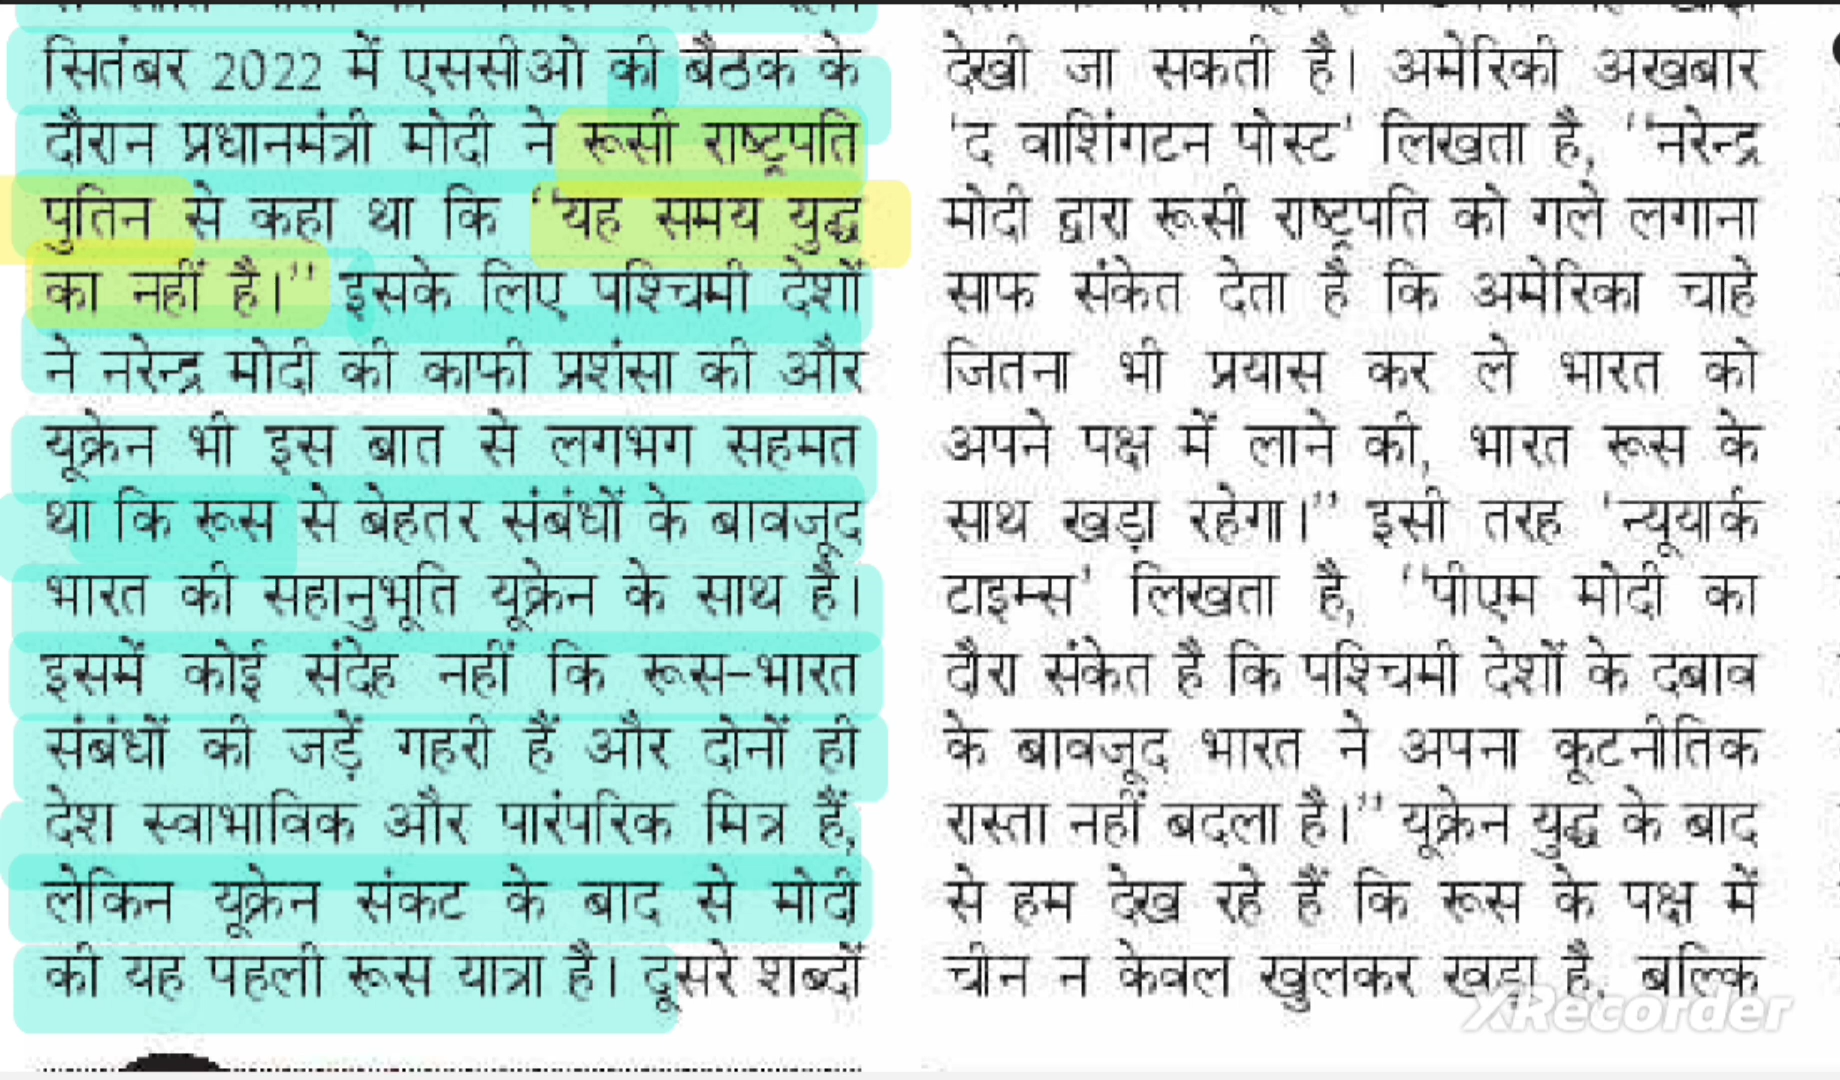 सितंबर 2022 में एससीओ की बैठक के
दौरान प्रधानमंत्री मोदी ने रूसी राष्ट्रपति
पुतिन से कहा था कि ‘‘यह समय युद्ध
का नहीं है।’’ इसके लिए पश्चिमी देशों
ने नरेन्द्र मोदी की काफी प्रशंसा की और
यूक्रेन भी इस बात से लगभग सहमत
था कि रूस से बेहतर संबंधों के बावजूद
भारत की सहानुभूति यूक्रेन के साथ है।
इसमें कोई संदेह नहीं कि रूस-भारत
संबंधों की जड़ें गहरी हैं और दोनों ही
देश स्वाभाविक और पारंपरिक मित्र हैं,
लेकिन यूक्रेन संकट के बाद से मोदी
की यह पहली रूस यात्रा है। दूसरे शब्दों
देखी जा सकती है। अमेरिकी अखबार
‘द वाशिंगटन पोस्ट’ लिखता है, ‘‘नरेन्द्र
मोदी द्वारा रूसी राष्ट्रपति को गले लगाना
साफ संकेत देता है कि अमेरिका चाहे
जितना भी प्रयास कर ले भारत को
अपने पक्ष में लाने की, भारत रूस के
साथ खड़ा रहेगा।’’ इसी तरह ‘न्यूयार्क
टाइम्स’ लिखता है, ‘‘पीएम मोदी का
दौरा संकेत है कि पश्चिमी देशों के दबाव
के बावजूद भारत ने अपना कूटनीतिक
रास्ता नहीं बदला है।’’ यूक्रेन युद्ध के बाद
से हम देख रहे हैं कि रूस के पक्ष में
चीन न केवल खुलकर खड़ा है, बल्कि
XRecorder